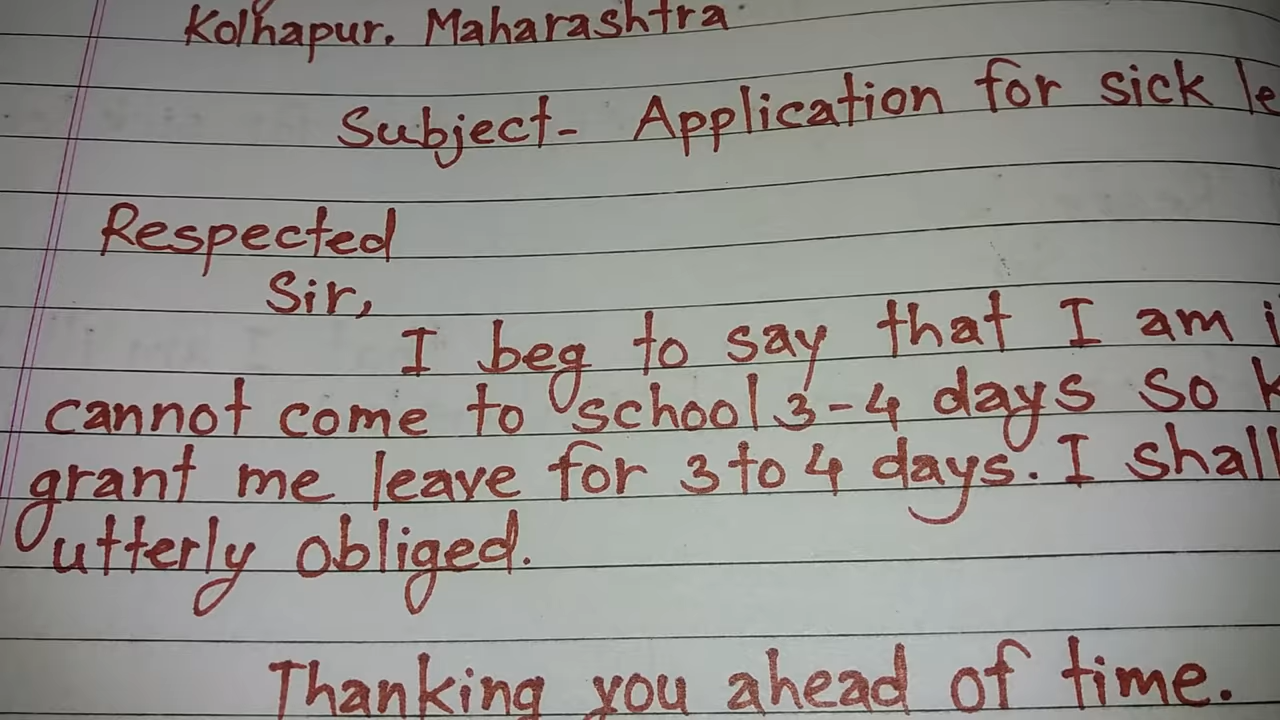 Kolhapur. Maharashtra
Subject- Application for sick le
Respected
Sir,
I beg to say that I am i
cannot come to school 3-4 days so k
grant me leave for 3 to 4 days. I shall
utterly obliged.
Thanking you ahead of time.